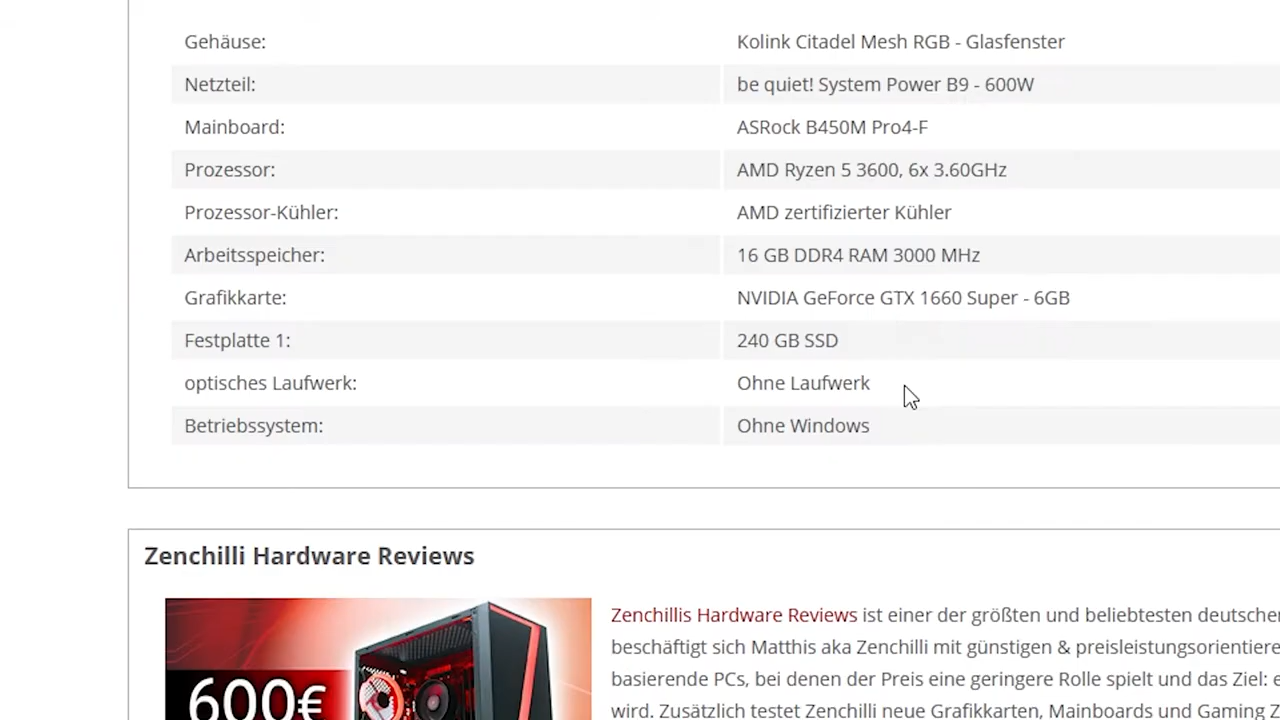 Gehäuse: Kolink Citadel Mesh RGB - Glasfenster
Netzteil: be quiet! System Power B9 - 600W
Mainboard: ASRock B450M Pro4-F
Prozessor: AMD Ryzen 5 3600, 6x 3.60GHz
Prozessor-Kühler: AMD zertifizierter Kühler
Arbeitsspeicher: 16 GB DDR4 RAM 3000 MHz
Grafikkarte: NVIDIA GeForce GTX 1660 Super - 6GB
Festplatte 1: 240 GB SSD
optisches Laufwerk: Ohne Laufwerk
Betriebssystem: Ohne Windows
Zenchilli Hardware Reviews
600€
Zenchillis Hardware Reviews ist einer der größten und beliebtesten deutschen
beschäftigt sich Matthis aka Zenchilli mit günstigen & preisleistungsorientiere
basierende PCs, bei denen der Preis eine geringere Rolle spielt und das Ziel: e
wird. Zusätzlich testet Zenchilli neue Grafikkarten, Mainboards und Gaming Z